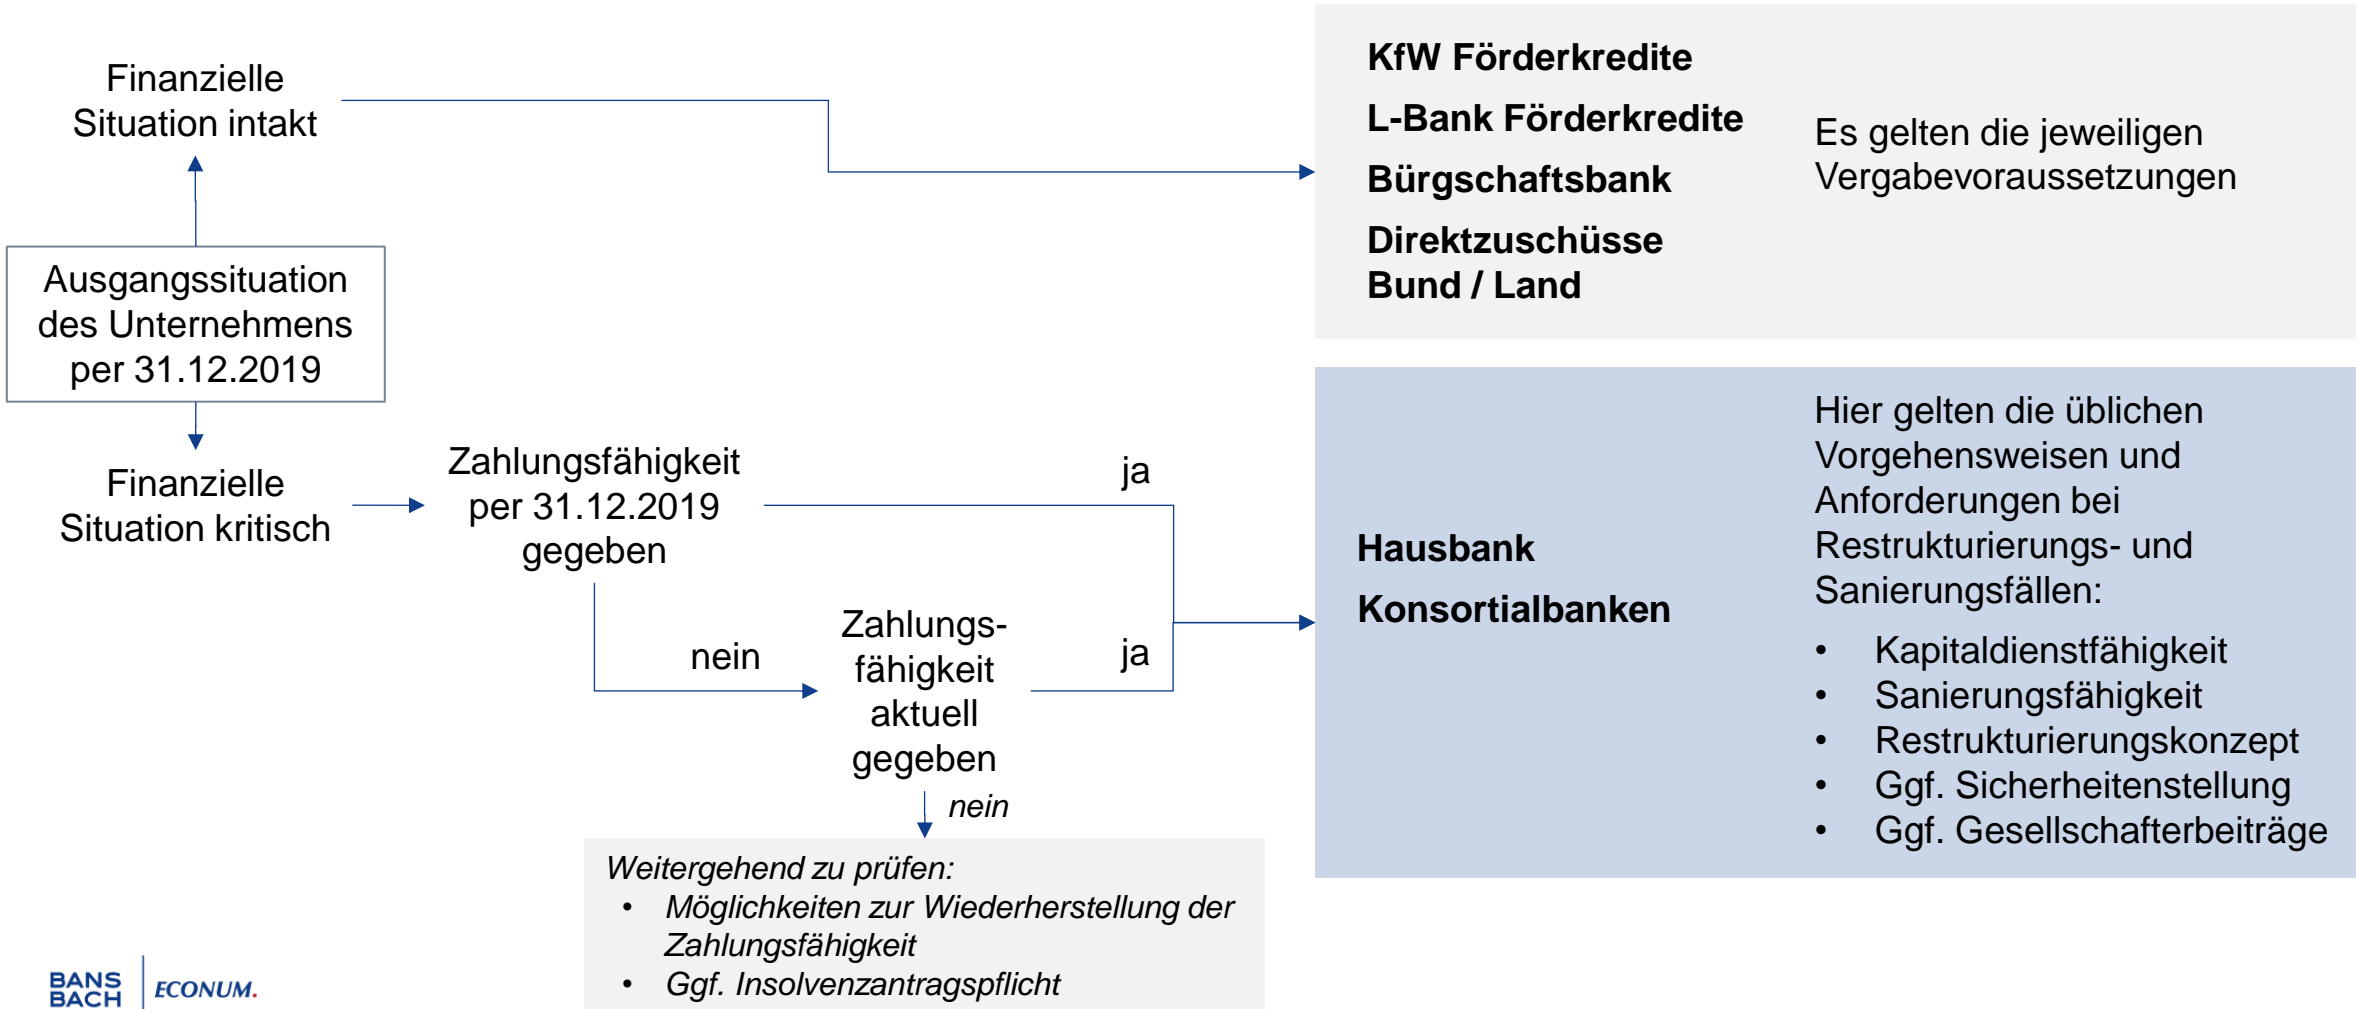 Finanzielle
Situation intakt
Ausgangssituation
des Unternehmens
per 31.12.2019
Finanzielle
Situation kritisch
Zahlungsfähigkeit
per 31.12.2019
gegeben
ja
nein
Zahlungs-
fähigkeit
aktuell
gegeben
ja
nein
Weitergehend zu prüfen:
• Möglichkeiten zur Wiederherstellung der
Zahlungsfähigkeit
• Ggf. Insolvenzantragspflicht
KfW Förderkredite
L-Bank Förderkredite
Bürgschaftsbank
Direktzuschüsse
Bund / Land
Es gelten die jeweiligen
Vergabevoraussetzungen
Hausbank
Konsortialbanken
Hier gelten die üblichen
Vorgehensweisen und
Anforderungen bei
Restrukturierungs- und
Sanierungsfällen:
• Kapitaldienstfähigkeit
• Sanierungsfähigkeit
• Restrukturierungskonzept
• Ggf. Sicherheitenstellung
• Ggf. Gesellschafterbeiträge
BANS
BACH
ECONUM.